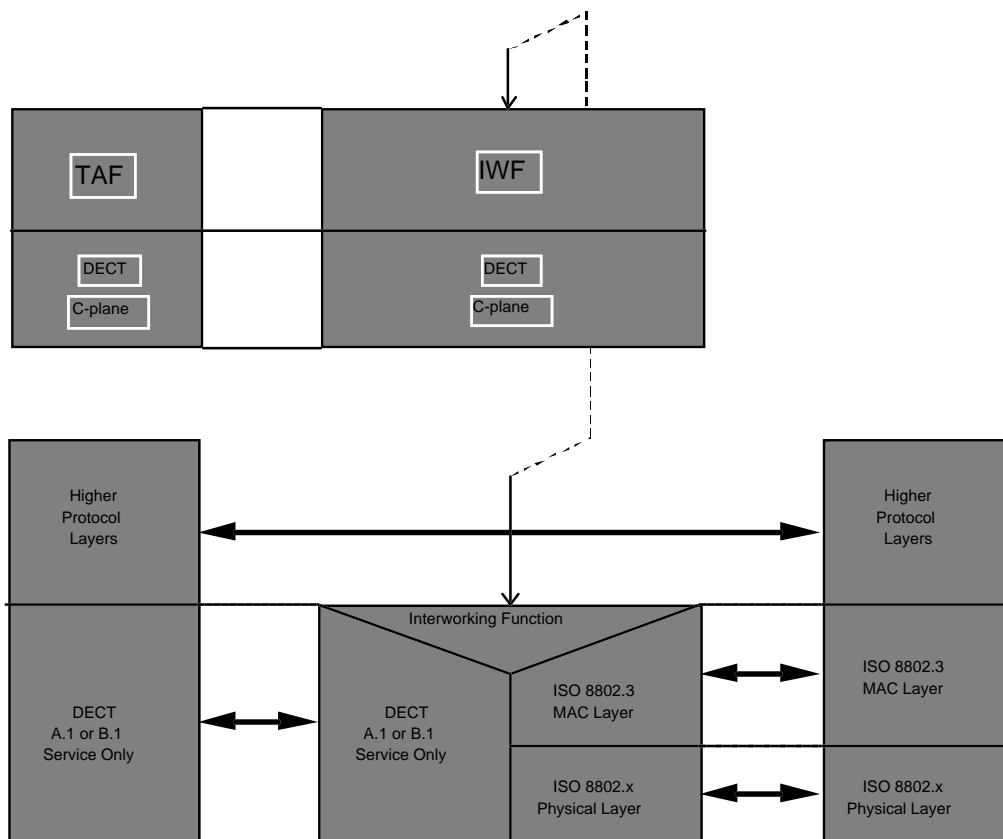 TAF
IWF
DECT
C-plane
DECT
C-plane
Higher
Protocol
Layers
Higher
Protocol
Layers
Interworking Function
DECT
A.1 or B.1
Service Only
DECT
A.1 or B.1
Service Only
ISO 8802.3
MAC Layer
ISO 8802.3
MAC Layer
ISO 8802.x
Physical Layer
ISO 8802.x
Physical Layer